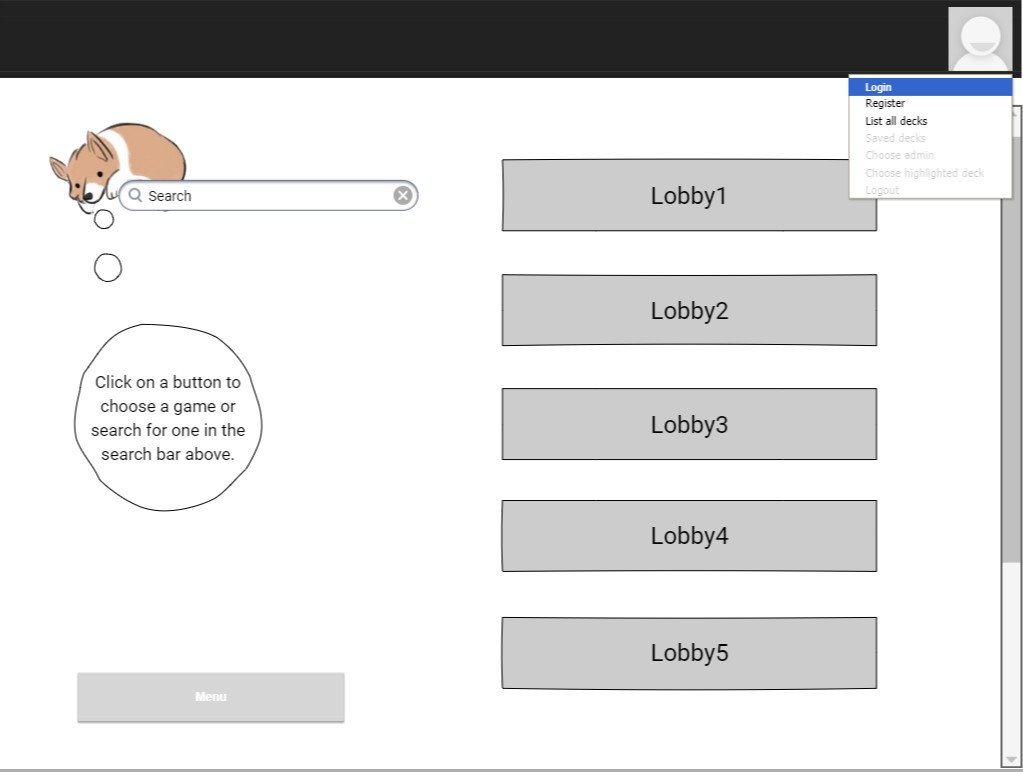 Login
Register
List all decks
Saved decks
Choose admin
Choose highlighted deck
Logout
Search
Click on a button to
choose a game or
search for one in the
search bar above.
Menu
Lobby1
Lobby2
Lobby3
Lobby4
Lobby5